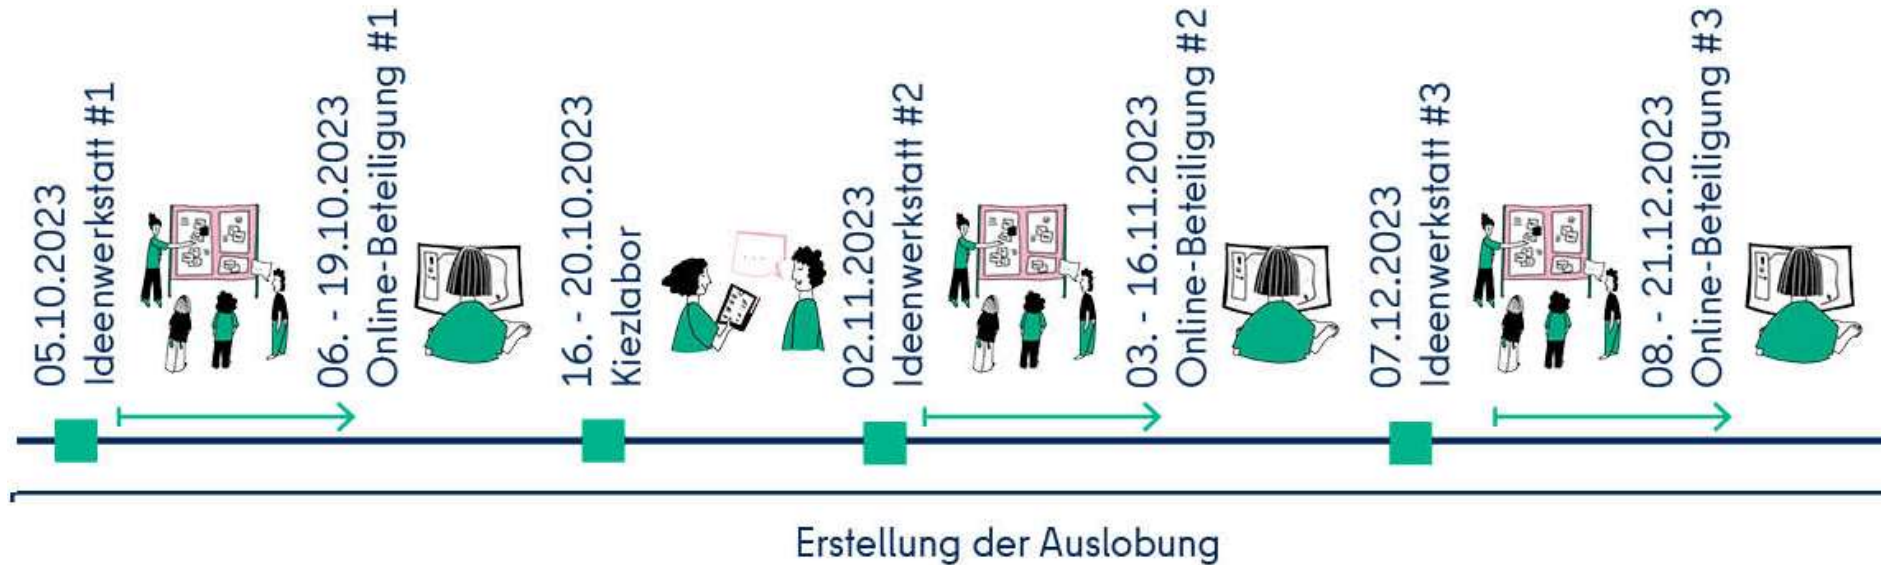 05.10.2023
Ideenwerkstatt #1
06. - 19.10.2023
Online-Beteiligung #1
16. - 20.10.2023
Kiezlabor
02.11.2023
Ideenwerkstatt #2
03. - 16.11.2023
Online-Beteiligung #2
07.12.2023
Ideenwerkstatt #3
08. - 21.12.2023
Online-Beteiligung #3
Erstellung der Auslobung